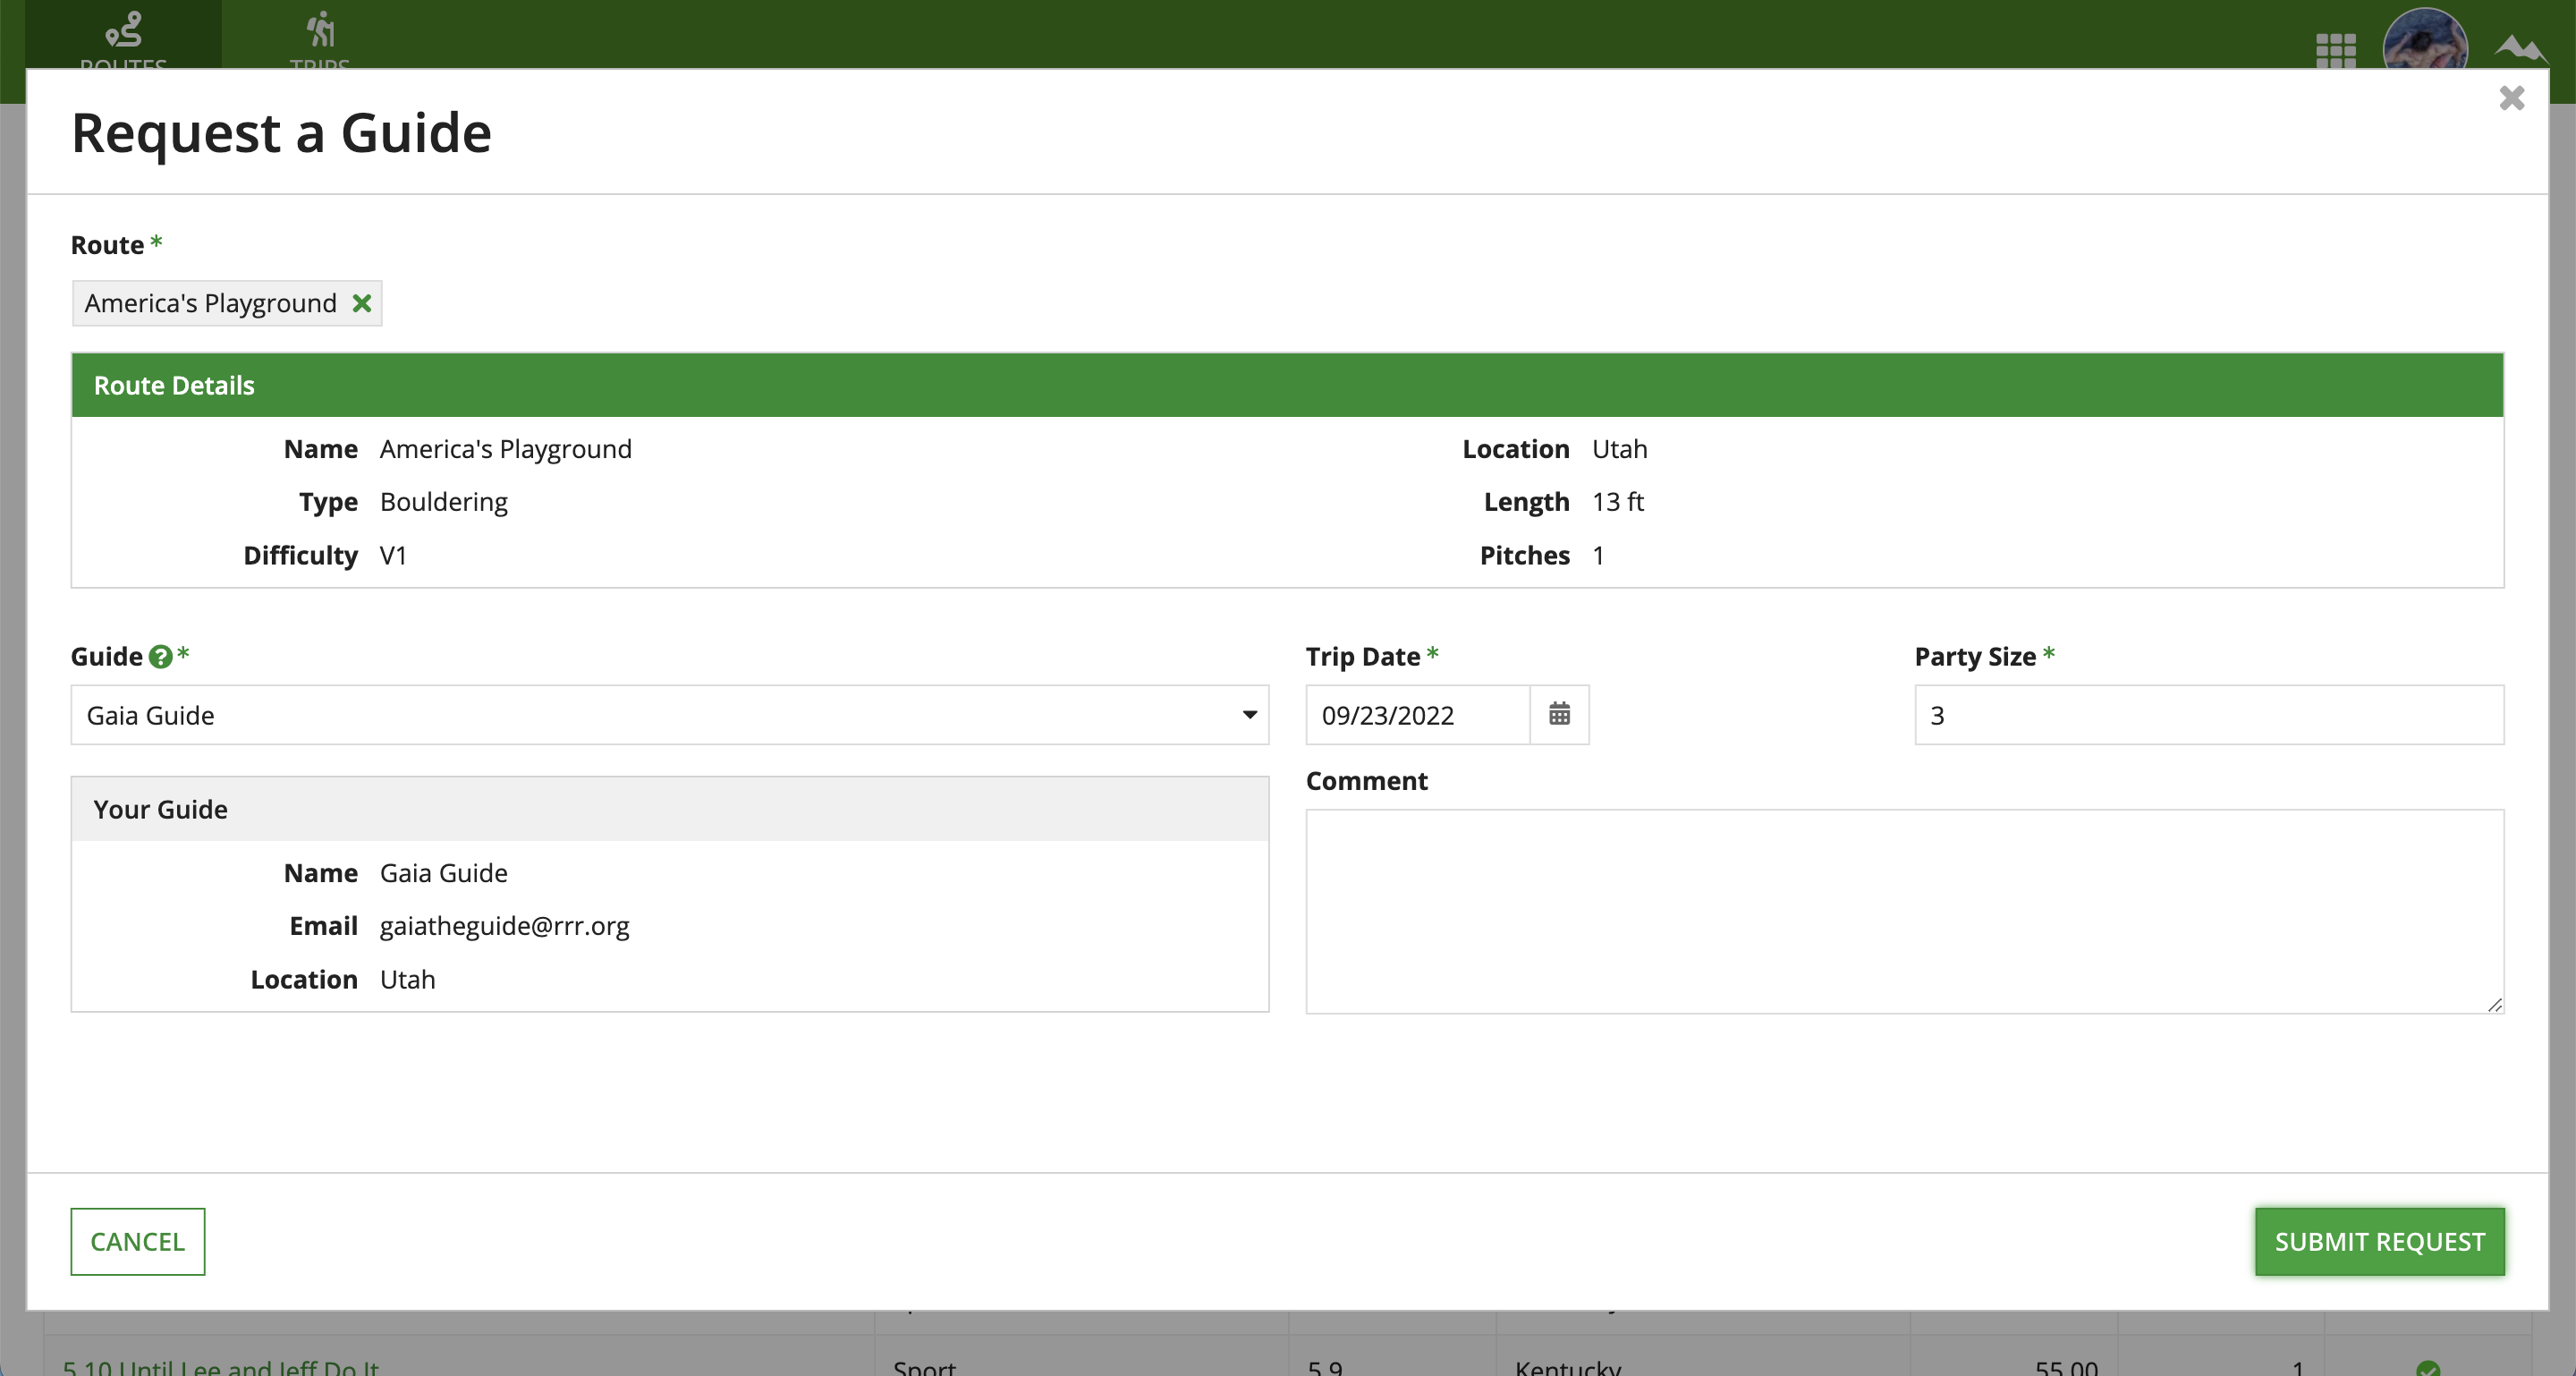 ROUTES
TRIPS
Request a Guide
Route *
America's Playground
Route Details
Name America's Playground
Location Utah
Type Bouldering
Length 13 ft
Difficulty V1
Pitches 1
Guide ? *
Trip Date *
Party Size *
Gaia Guide
09/23/2022
3
Your Guide
Comment
Name Gaia Guide
Email gaiatheguide@rrr.org
Location Utah
CANCEL
SUBMIT REQUEST
5.10 Until Lee and Jeff Do It
Sport
5.9
Kentucky
55.00
1